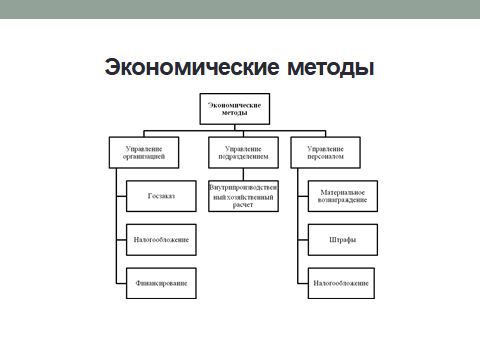 Экономические методы
Экономические
методы
Управление
организацией
Управление
подразделением
Управление
персоналом
Госзаказ
Внутрипроизводствен
ный хозяйственный
расчет
Материальное
вознаграждение
Налогообложение
Штрафы
Финансирование
Налогообложение